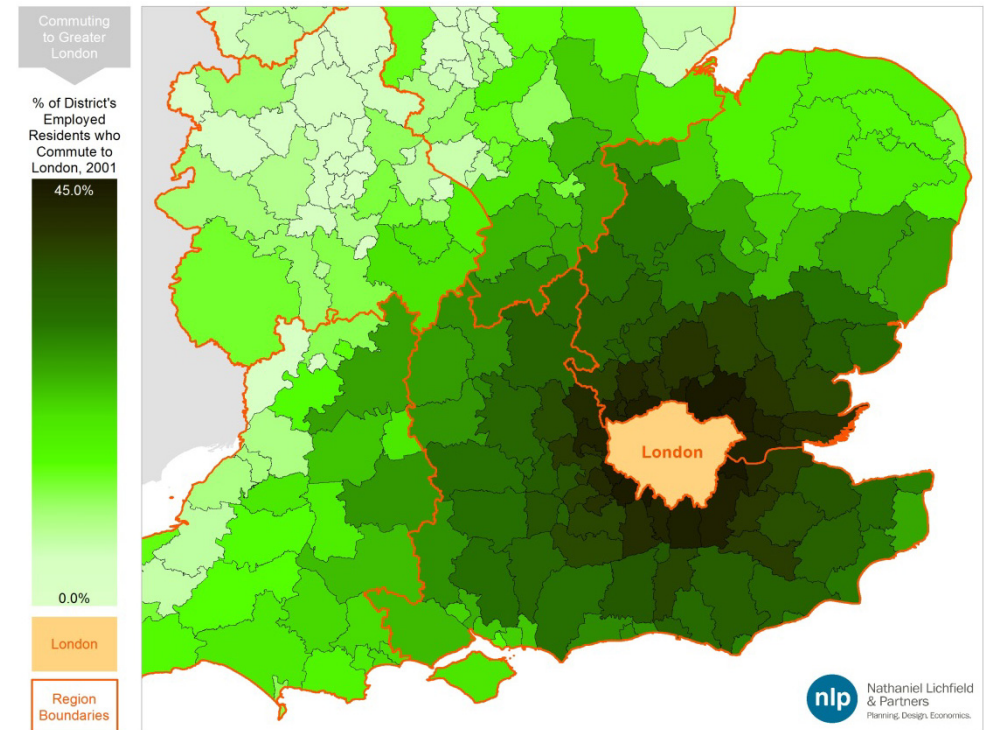 Commuting
to Greater
London
% of District's
Employed
Residents who
Commute to
London, 2001
45.0%
0.0%
London
Region
Boundaries
London
nlp
Nathaniel Lichfield
& Partners
Planning. Design. Economics.